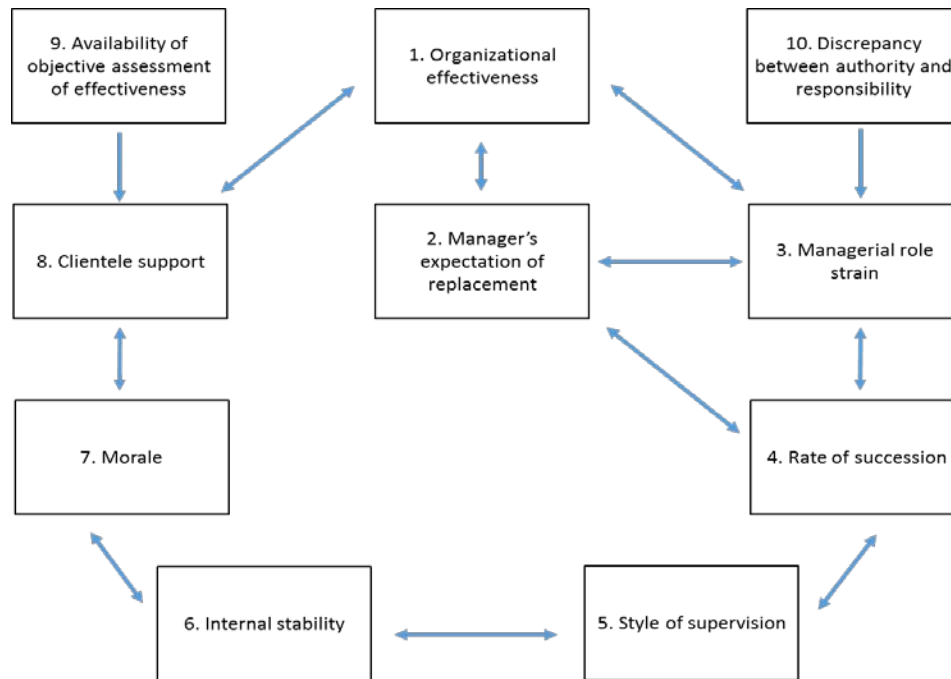 9. Availability of
objective assessment
of effectiveness
1. Organizational
effectiveness
10. Discrepancy
between authority and
responsibility
8. Clientele support
2. Manager's
expectation of
replacement
3. Managerial role
strain
7. Morale
4. Rate of succession
6. Internal stability
5. Style of supervision